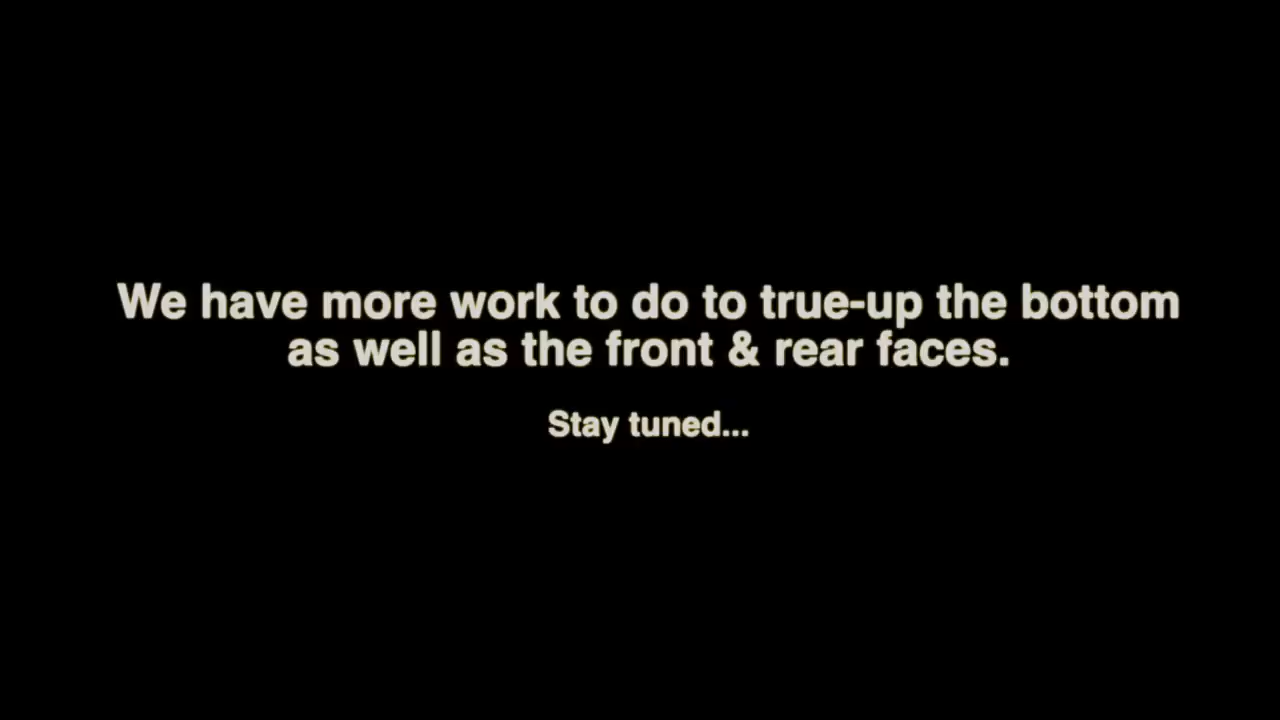 We have more work to do to true-up the bottom
as well as the front & rear faces.
Stay tuned...